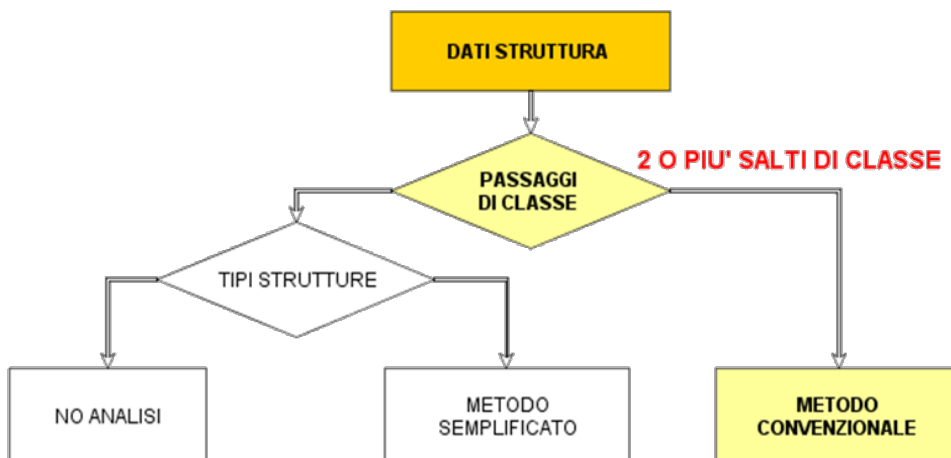 DATI STRUTTURA
2 O PIU' SALTI DI CLASSE
PASSAGGI
DI CLASSE
TIPI STRUTTURE
NO ANALISI
METODO
SEMPLIFICATO
METODO
CONVENZIONALE